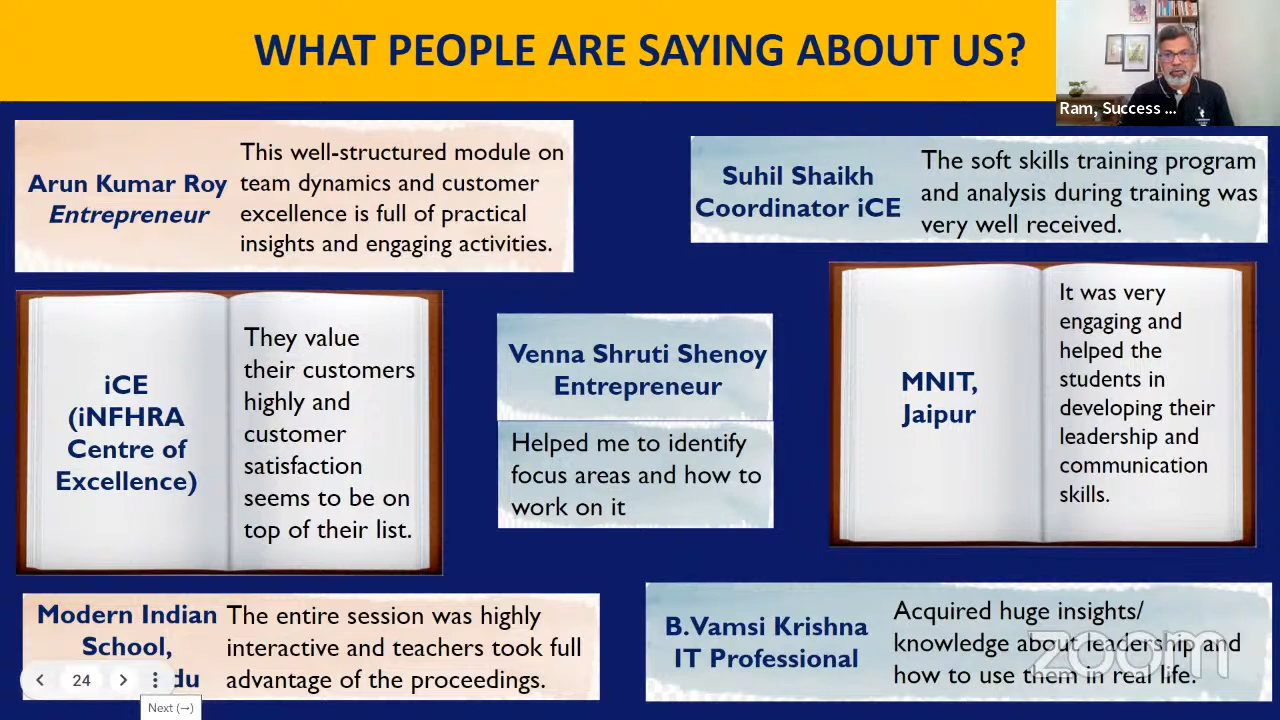 WHAT PEOPLE ARE SAYING ABOUT US?
Ram, Success ...
Arun Kumar Roy
Entrepreneur
This well-structured module on
team dynamics and customer
excellence is full of practical
insights and engaging activities.
Suhil Shaikh
Coordinator iCE
The soft skills training program
and analysis during training was
very well received.
iCE
(iNFHRA
Centre of
Excellence)
They value
their customers
highly and
customer
satisfaction
seems to be on
top of their list.
Venna Shruti Shenoy
Entrepreneur
Helped me to identify
focus areas and how to
work on it
MNIT,
Jaipur
It was very
engaging and
helped the
students in
developing their
leadership and
communication
skills.
Modern Indian
School,
du
The entire session was highly
interactive and teachers took full
advantage of the proceedings.
B.Vamsi Krishna
IT Professional
Acquired huge insights/
knowledge about leadership and
how to use them in real life.
zoom
24
Next (→)